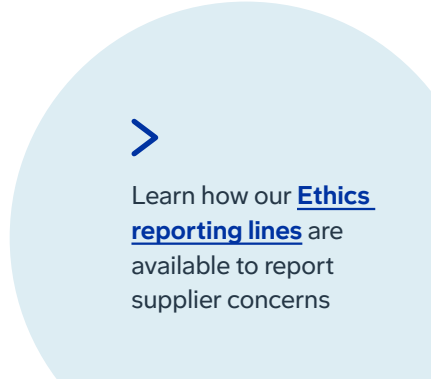 Learn how our Ethics
reporting lines are
available to report
supplier concerns